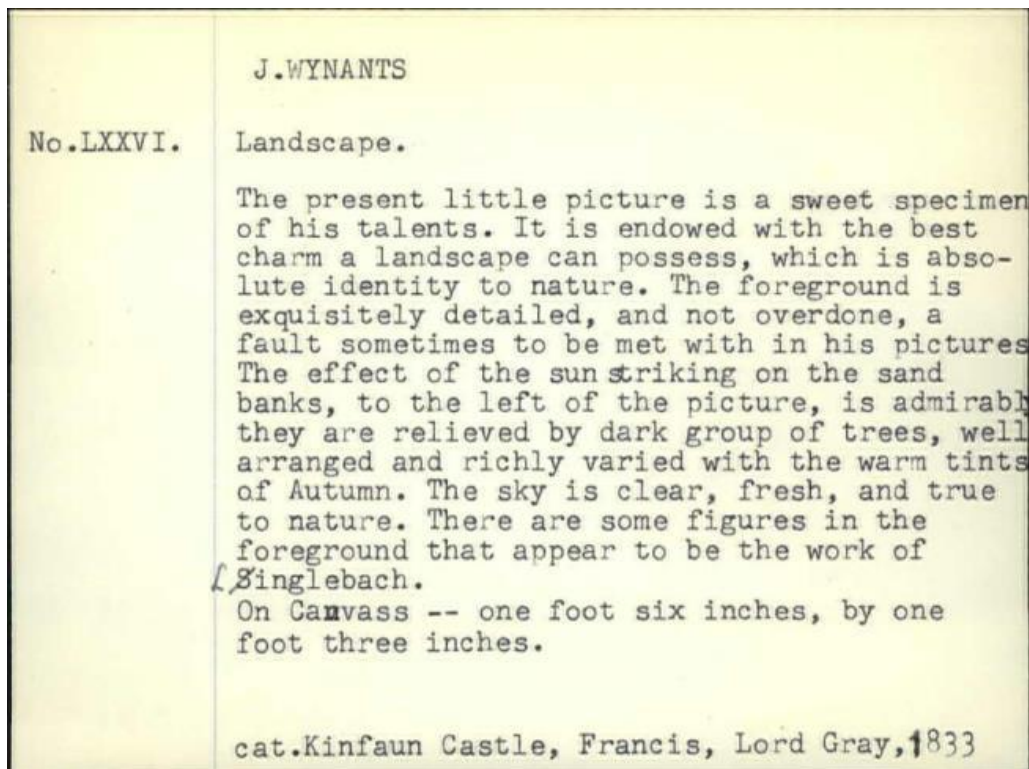 J.WYNANTS
No.LXXVI. Landscape.
The present little picture is a sweet specimen
of his talents. It is endowed with the best
charm a landscape can possess, which is abso-
lute identity to nature. The foreground is
exquisitely detailed, and not overdone, a
fault sometimes to be met with in his pictures
The effect of the sun striking on the sand
banks, to the left of the picture, is admirabl
they are relieved by dark group of trees, well
arranged and richly varied with the warm tints
of Autumn. The sky is clear, fresh, and true
to nature. There are some figures in the
foreground that appear to be the work of
Linglebach.
On Canvass -- one foot six inches, by one
foot three inches.
cat.Kinfaun Castle, Francis, Lord Gray,1833